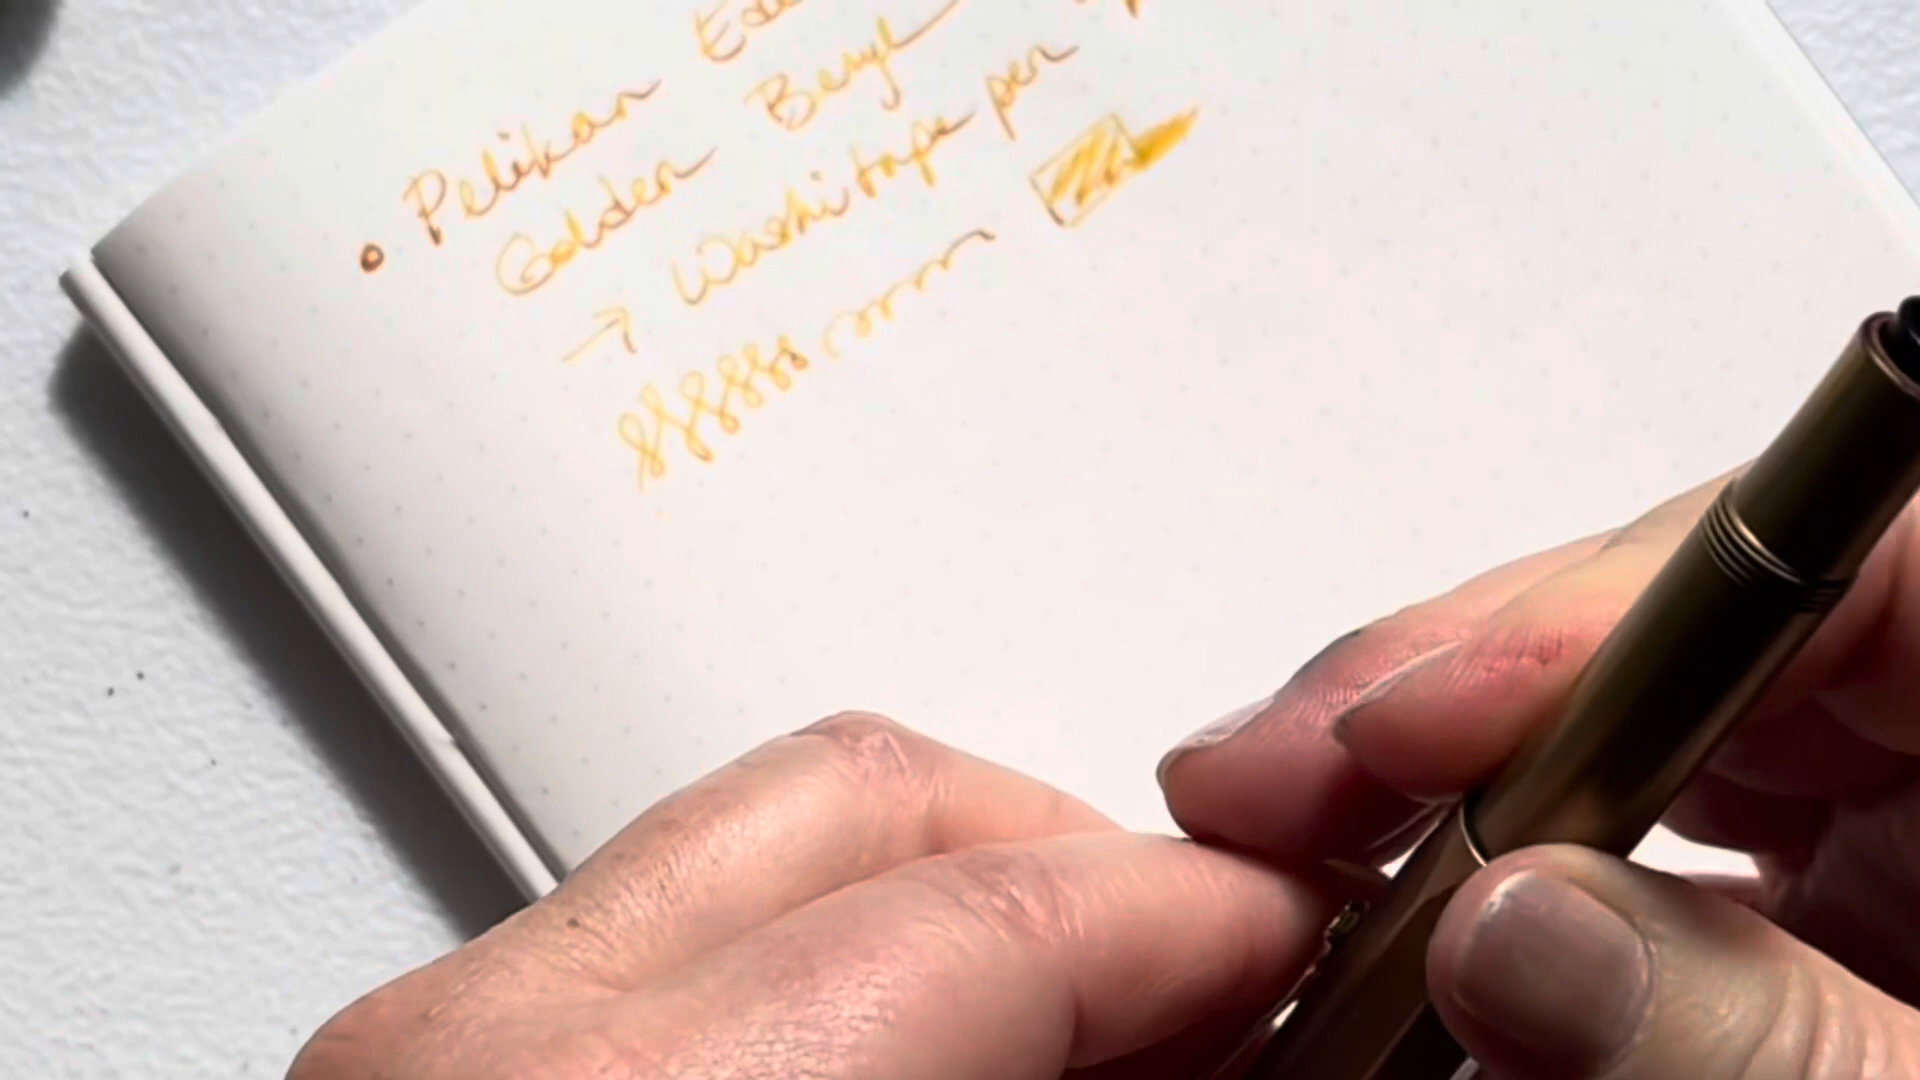 Pelikan
Golden Beryl
→ Washi tape pen